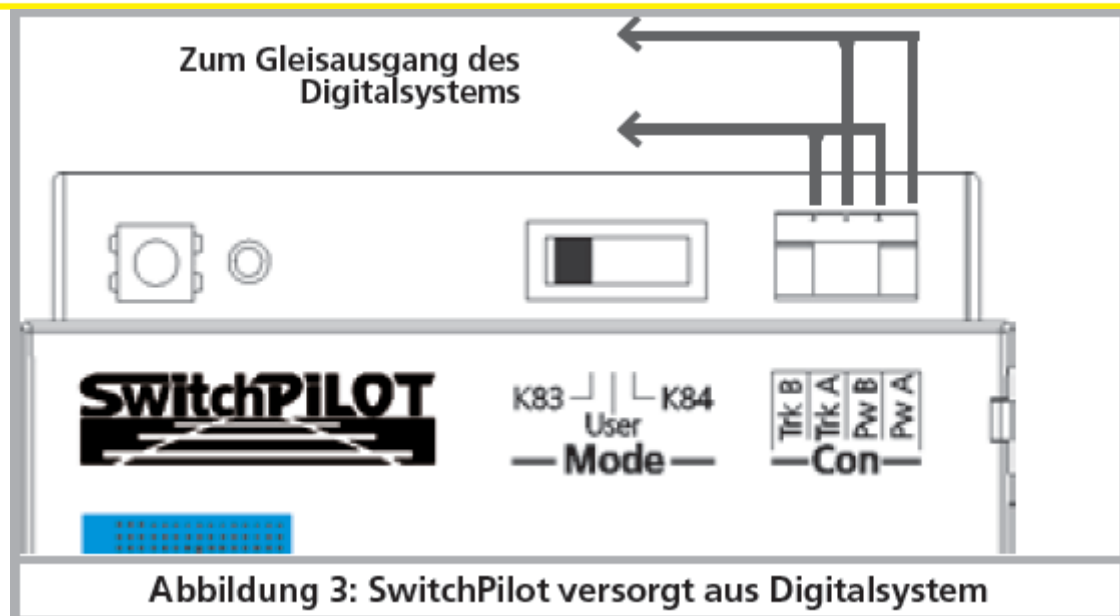 Zum Gleisausgang des
Digitalsystems
SwitchPILOT
K83
User
K84
Mode
Trk B
Trk A
Pw B
Pw A
Con
Abbildung 3: SwitchPilot versorgt aus Digitalsystem